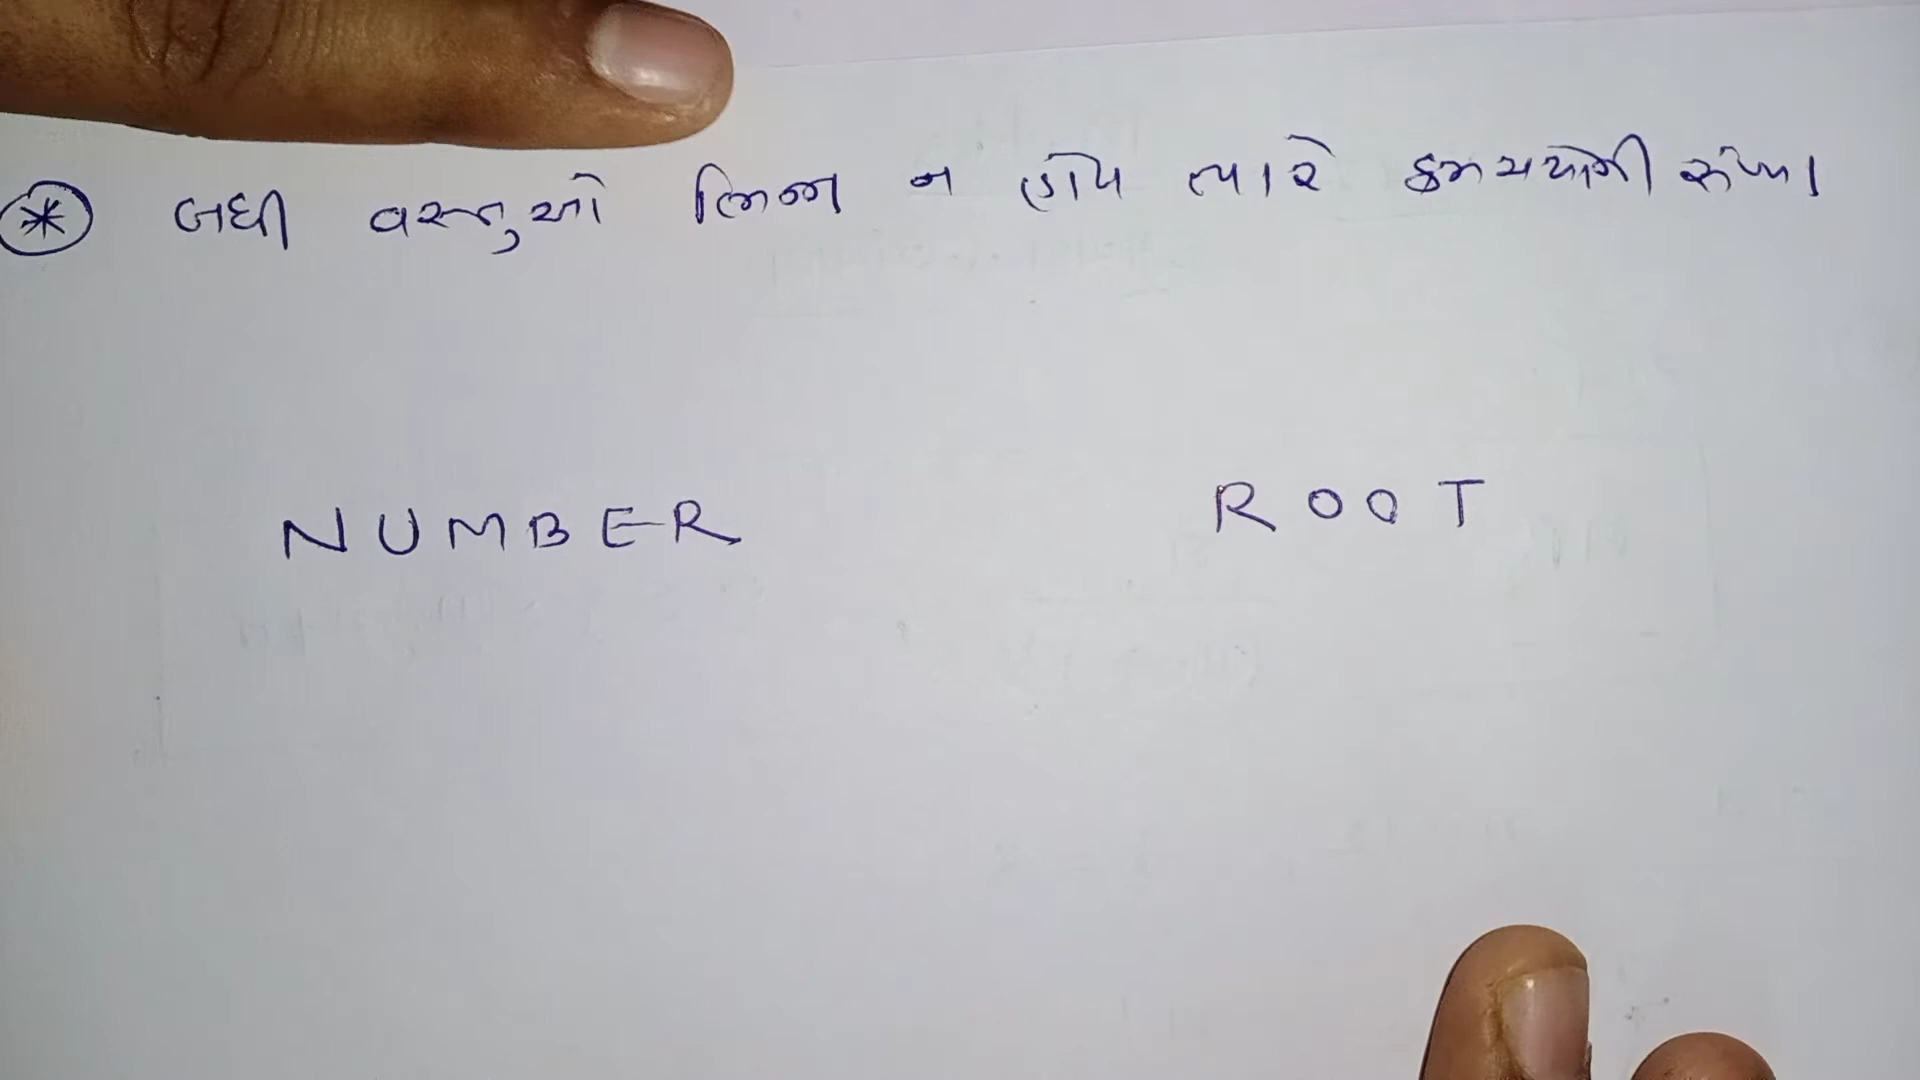 * બધી વસ્તુઓ ભિન્ન ન હોય ત્યારે ક્રમચયોની સંખ્યા
NUMBER ROOT